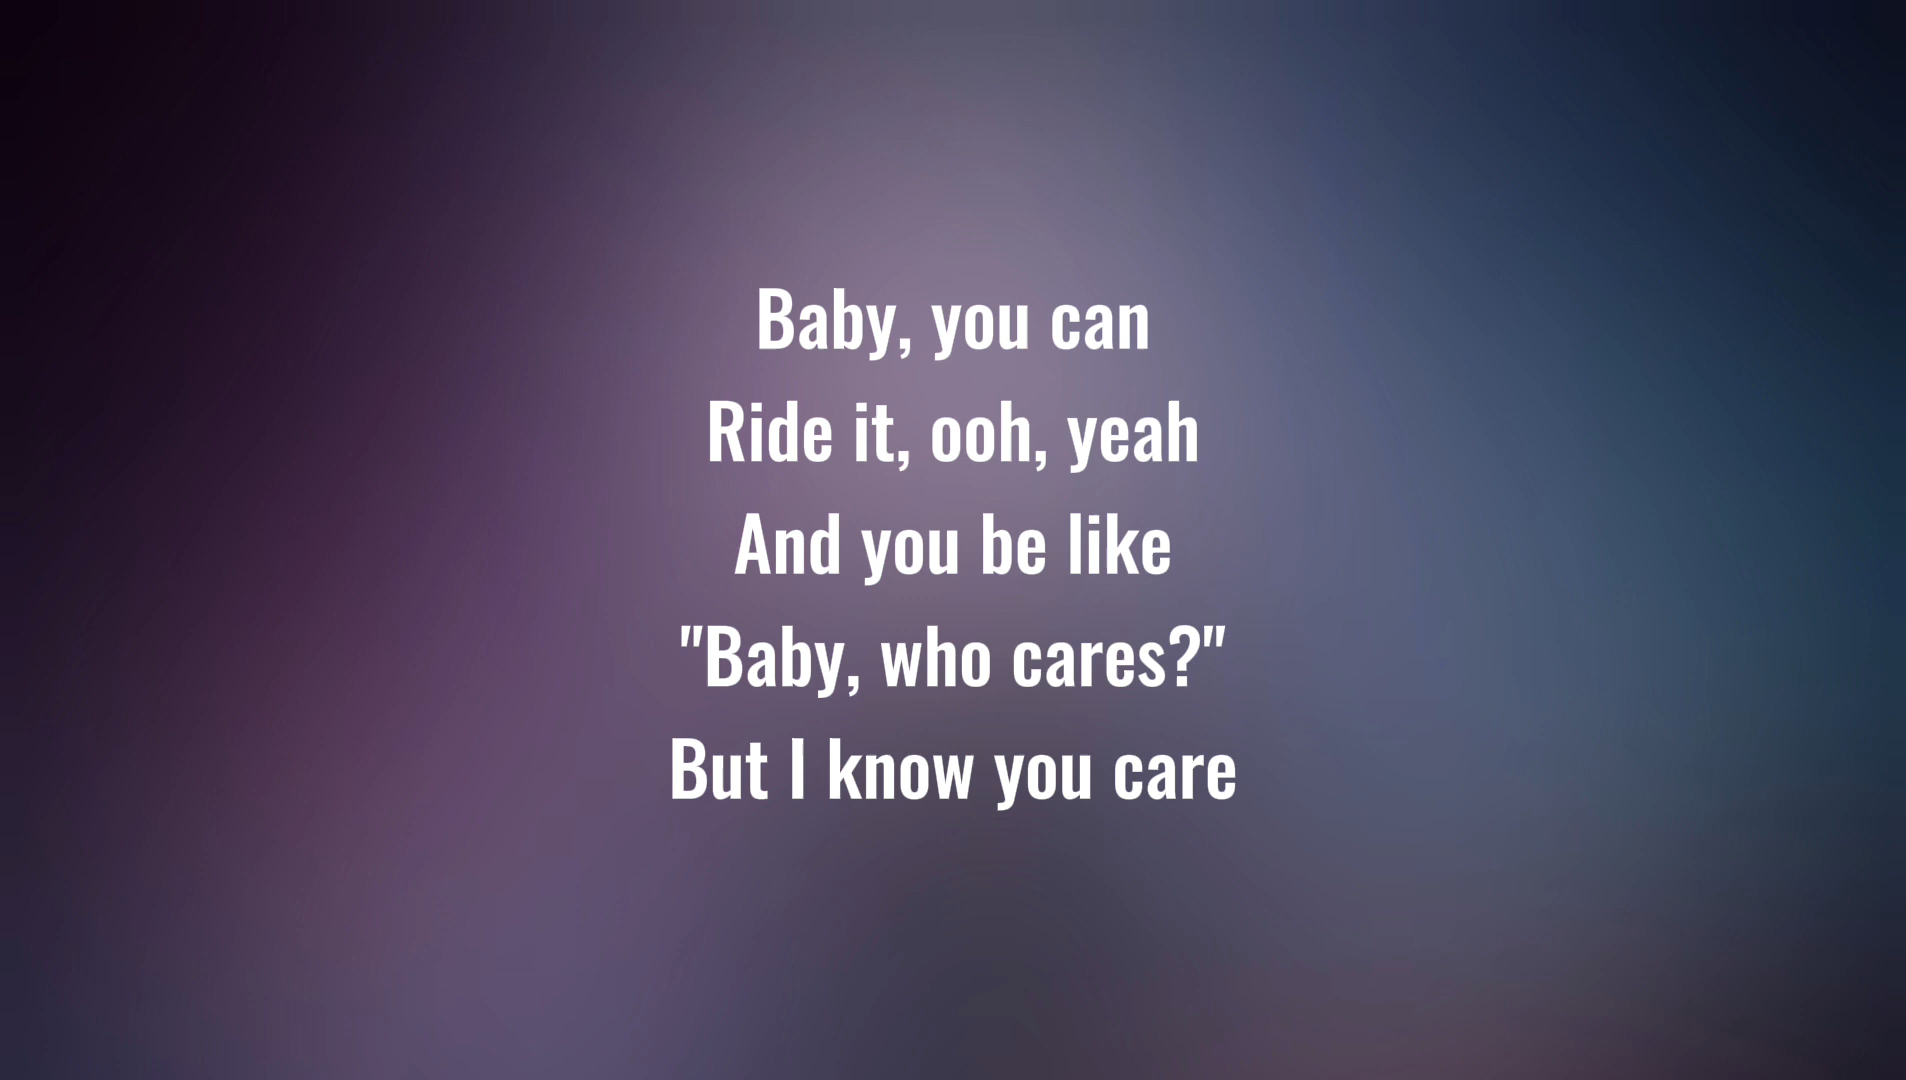 Baby, you can
Ride it, ooh, yeah
And you be like
"Baby, who cares?"
But I know you care